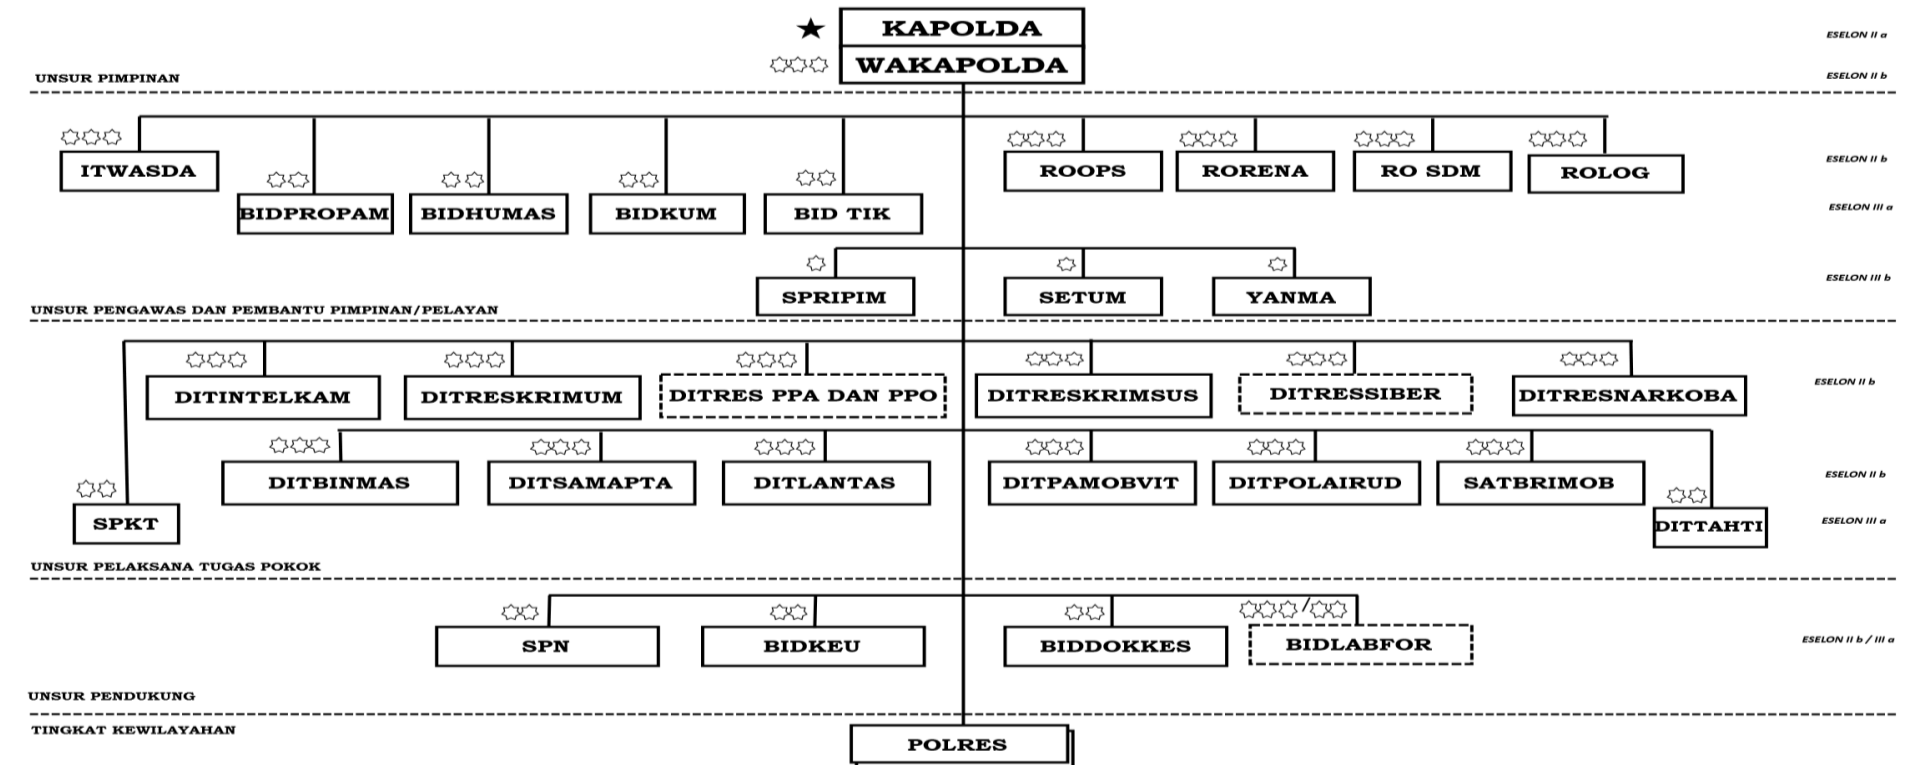 KAPOLDA
ESELON II a
WAKAPOLDA
ESELON II b
UNSUR PIMPINAN
ITWASDA
ROOPS
RORENA
RO SDM
ROLOG
ESELON II b
BIDPROPAM
BIDHUMAS
BIDKUM
BID TIK
ESELON III a
SPRIPIM
SETUM
YANMA
ESELON III b
UNSUR PENGAWAS DAN PEMBANTU PIMPINAN/PELAYAN
DITINTELKAM
DITRESKRIMUM
DITRES PPA DAN PPO
DITRESKRIMSUS
DITRESSIBER
DITRESNARKOBA
ESELON II b
DITBINMAS
DITSAMAPTA
DITLANTAS
DITPAMOBVIT
DITPOLAIRUD
SATBRIMOB
ESELON II b
SPKT
DITTAHTI
ESELON III a
UNSUR PELAKSANA TUGAS POKOK
/
SPN
BIDKEU
BIDDOKKES
BIDLABFOR
ESELON II b / III a
UNSUR PENDUKUNG
TINGKAT KEWILAYAHAN
POLRES